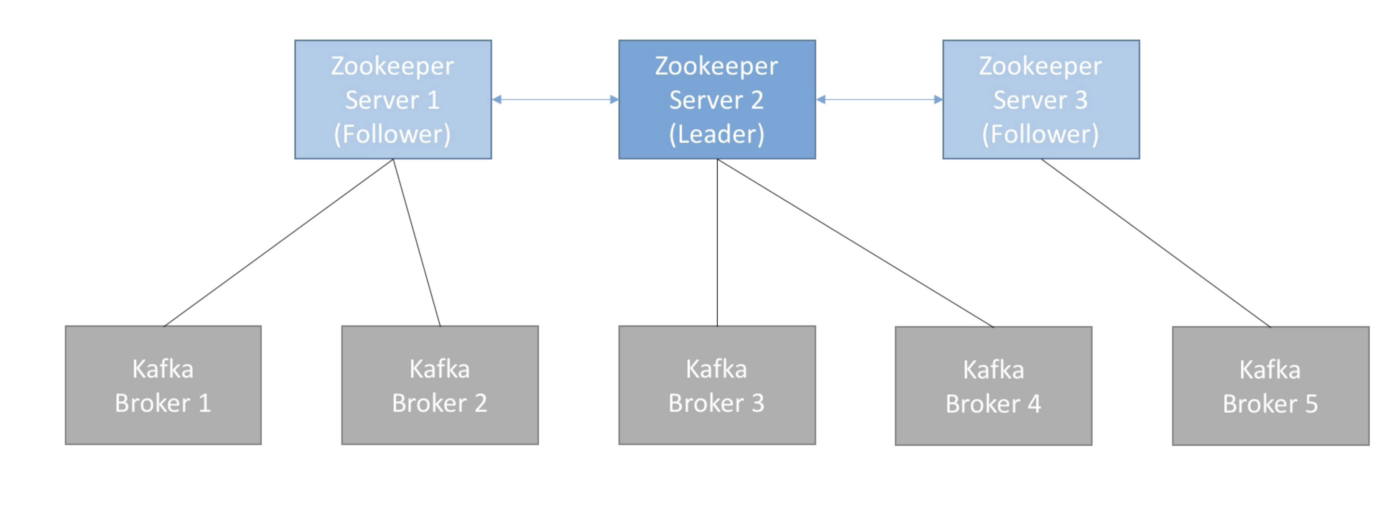 Zookeeper
Server 1
(Follower)
Zookeeper
Server 2
(Leader)
Zookeeper
Server 3
(Follower)
Kafka
Broker 1
Kafka
Broker 2
Kafka
Broker 3
Kafka
Broker 4
Kafka
Broker 5